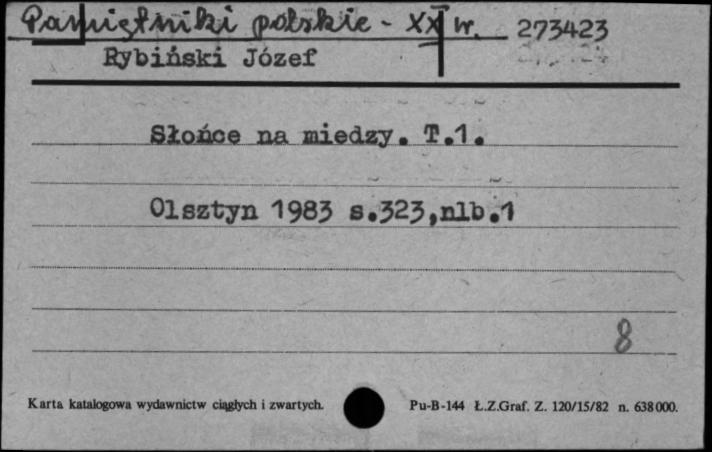 Pamiętniki polskie - XX w. 273423
Rybiński Józef
Słońce na miedzy. T.1.
Olsztyn 1983 s.323,nlb.1
8
Karta katalogowa wydawnictw ciągłych i zwartych. Pu-B-144 Ł.Z.Graf. Z. 120/15/82 n. 638000.